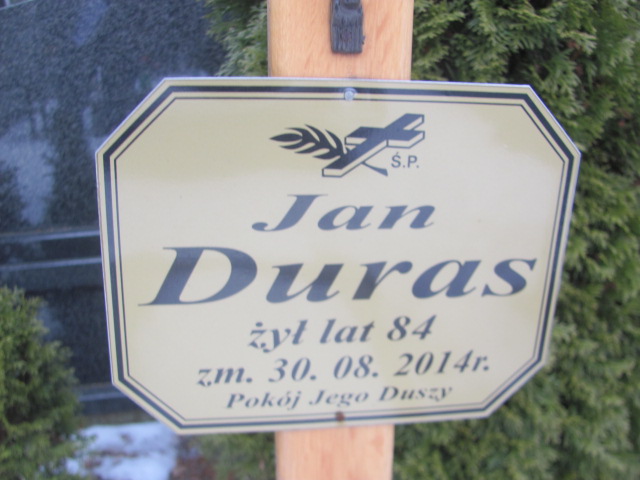 Ś.P.
Jan
Duras
żył lat 84
zm. 30. 08. 2014r.
Pokój Jego Duszy